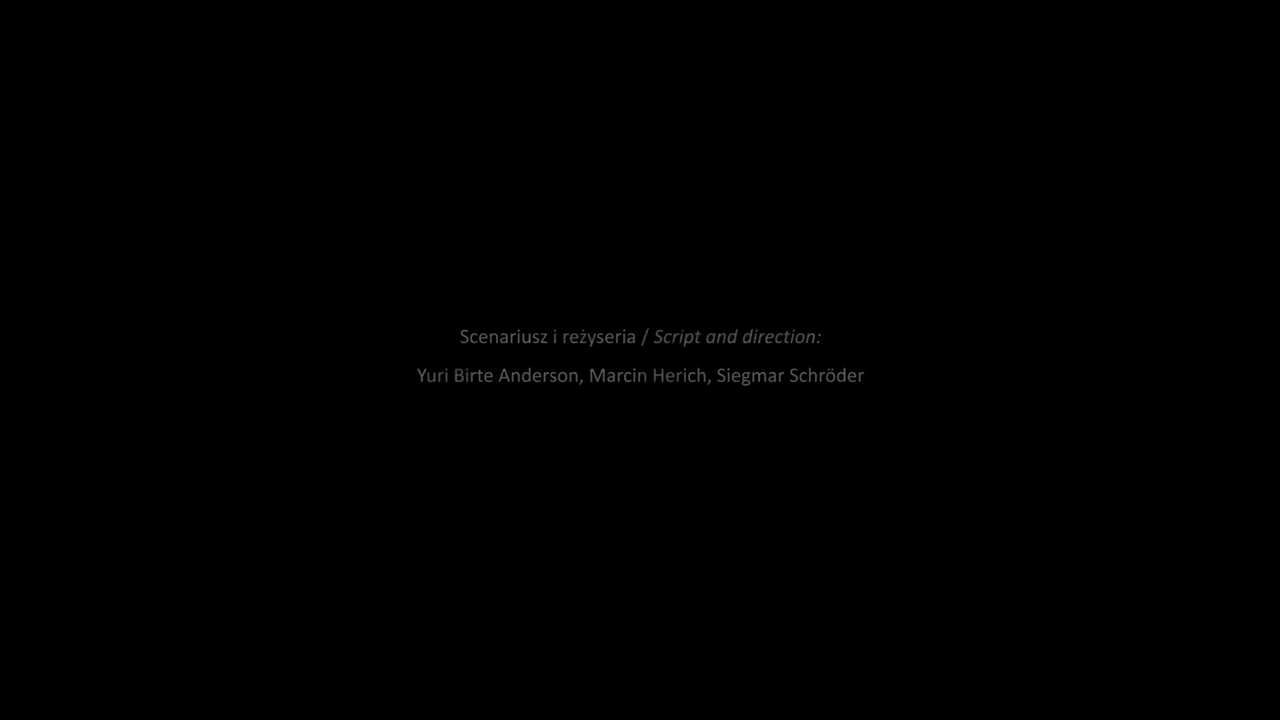 Scenariusz i reżyseria / Script and direction:
Yuri Birte Anderson, Marcin Herich, Siegmar Schröder